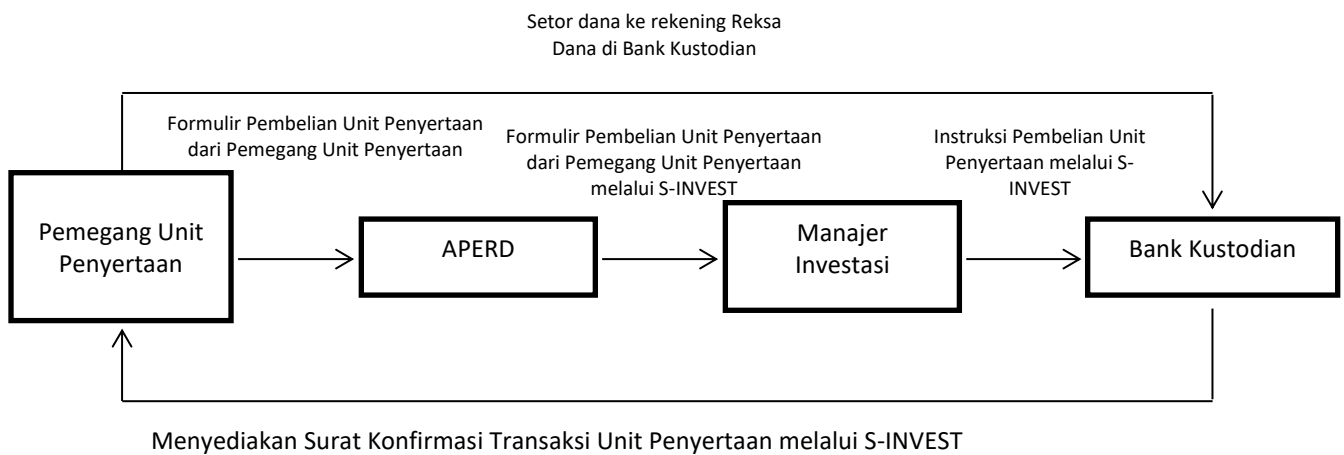 Setor dana ke rekening Reksa
Dana di Bank Kustodian
Formulir Pembelian Unit Penyertaan
dari Pemegang Unit Penyertaan
Formulir Pembelian Unit Penyertaan
dari Pemegang Unit Penyertaan
melalui S-INVEST
Instruksi Pembelian Unit
Penyertaan melalui S-
INVEST
Pemegang Unit
Penyertaan
APERD
Manajer
Investasi
Bank Kustodian
Menyediakan Surat Konfirmasi Transaksi Unit Penyertaan melalui S-INVEST